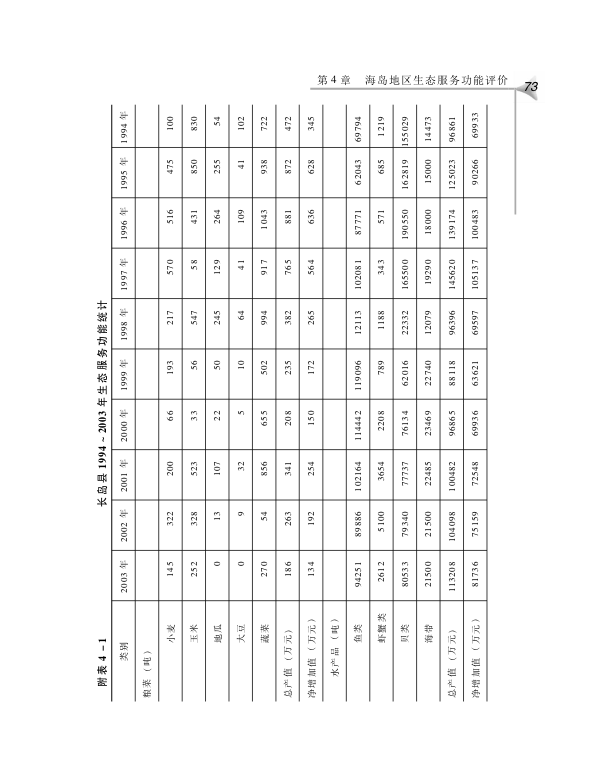 第4章 海岛地区生态服务功能评价
73
附表 4-1 长岛县 1994~2003 年生态服务功能统计
类别 2003 年 2002 年 2001 年 2000 年 1999 年 1998 年 1997 年 1996 年 1995 年 1994 年
粮菜(吨)
小麦 145 322 200 66 193 217 570 516 475 100
玉米 252 328 523 33 56 547 58 431 850 830
地瓜 0 13 107 22 50 245 129 264 255 54
大豆 0 9 32 5 10 64 41 109 41 102
蔬菜 270 54 856 655 502 994 917 1043 938 722
总产值(万元) 186 263 341 208 235 382 765 881 872 472
净增加值(万元) 134 192 254 150 172 265 564 636 628 345
水产品(吨)
鱼类 94251 89886 102164 114442 119096 12113 102081 87771 62043 69794
虾蟹类 2612 5100 3654 2208 789 1188 343 571 685 1219
贝类 80533 79340 77737 76134 62016 22332 165500 190550 162819 155029
海带 21500 21500 22485 23469 22740 12079 19290 18000 15000 14473
总产值(万元) 113208 104098 100482 96865 88118 96396 145620 139174 125023 96861
净增加值(万元) 81736 75159 72548 69936 63621 69597 105137 100483 90266 69933